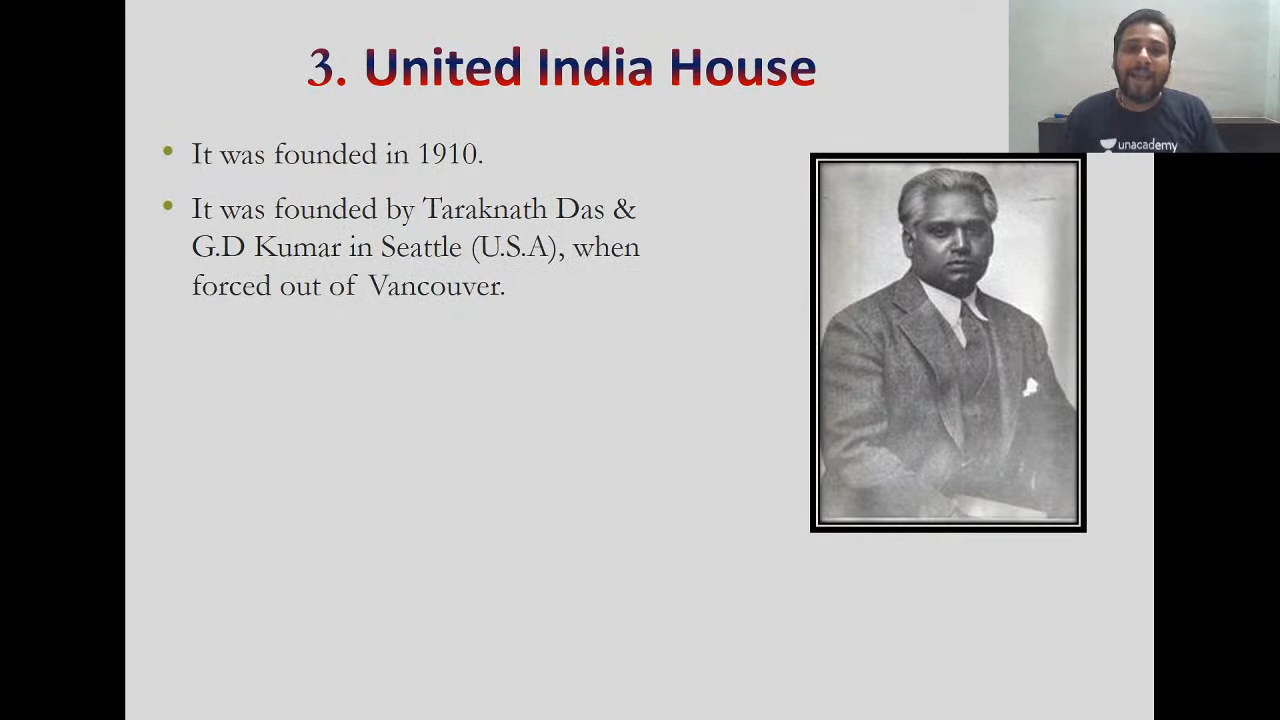 3. United India House
• It was founded in 1910.
• It was founded by Taraknath Das &
G.D Kumar in Seattle (U.S.A), when
forced out of Vancouver.
unacademy